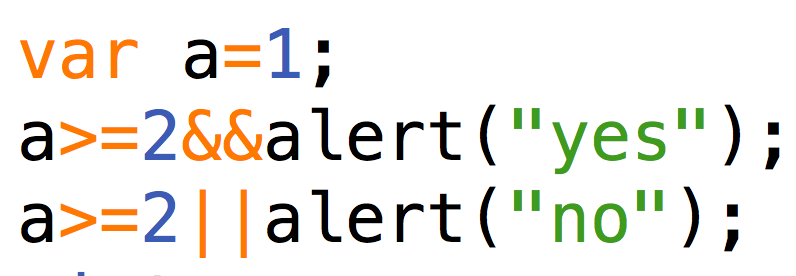 var a=1;
a>=2&&alert("yes");
a>=2||alert("no");